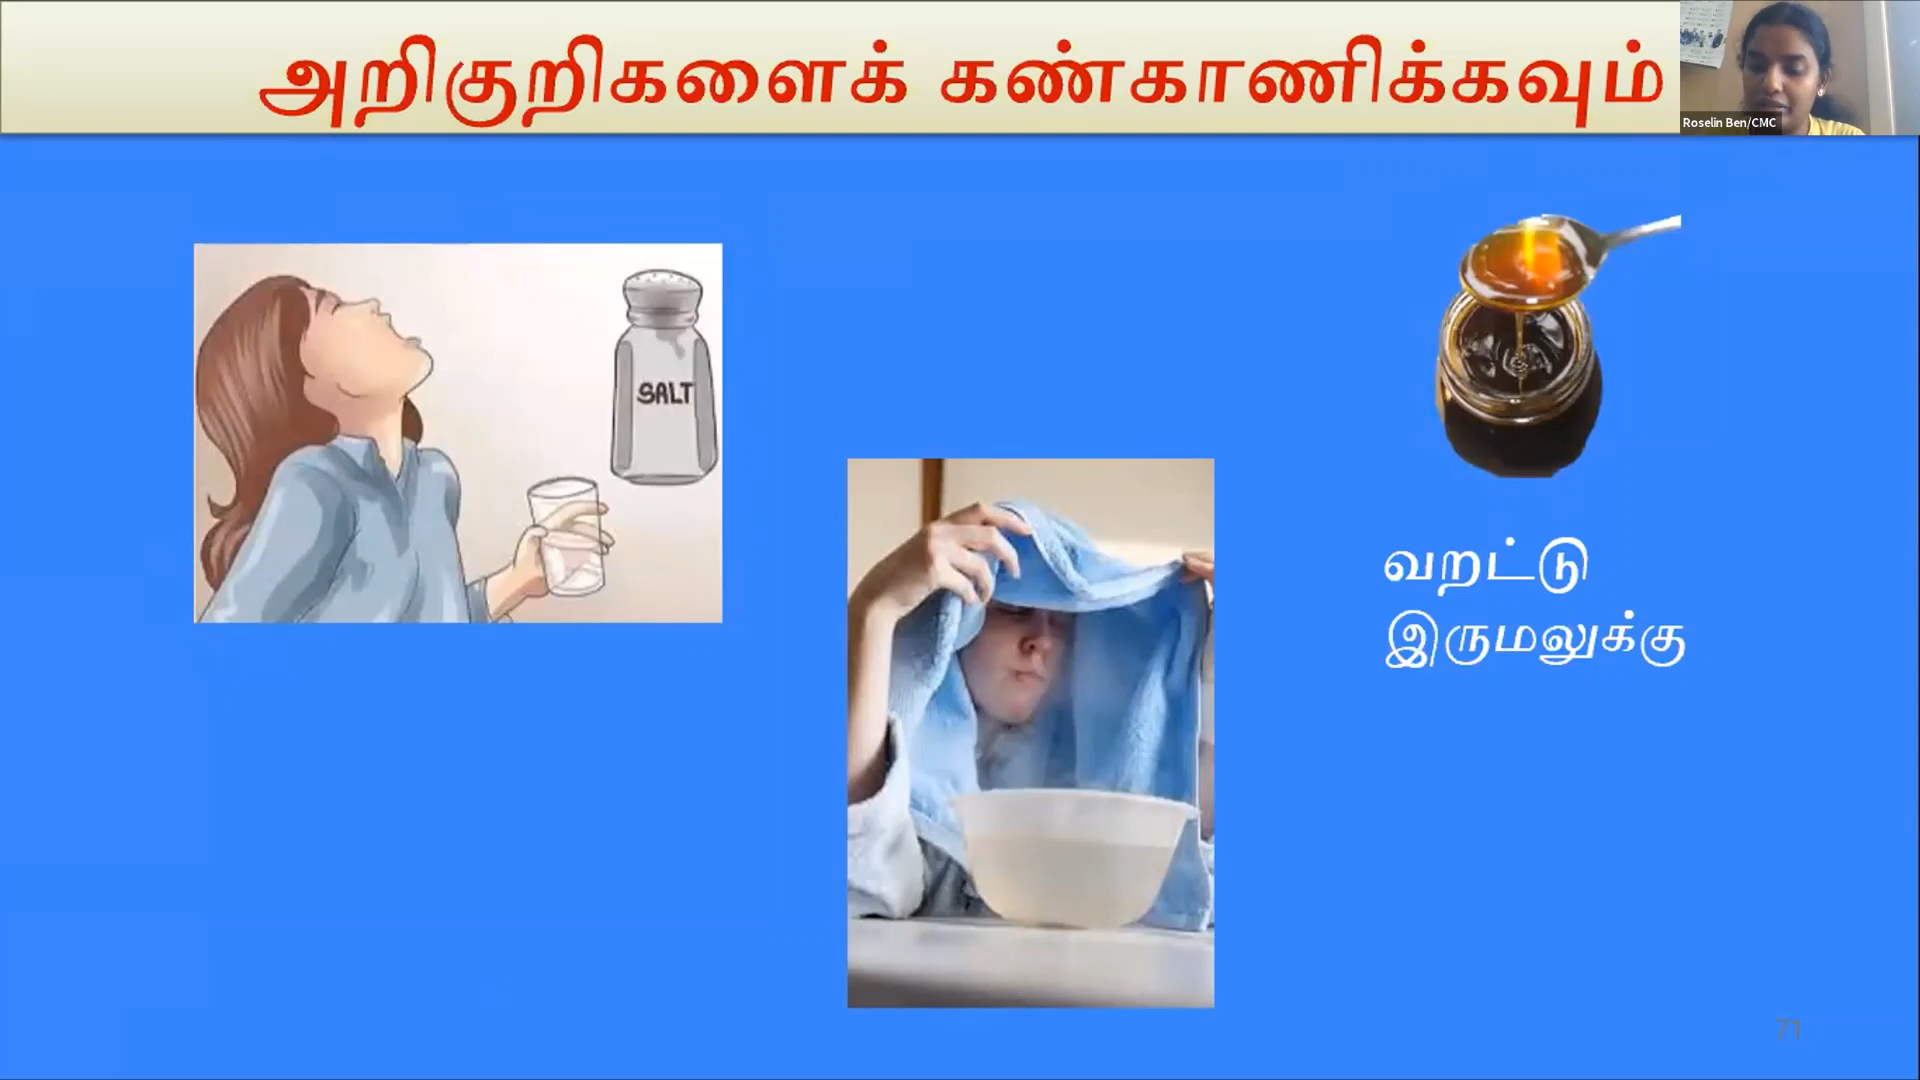 அறிகுறிகளைக் கண்காணிக்கவும்
Roselin Ben/CMC
SALT
வறட்டு
இருமலுக்கு
71